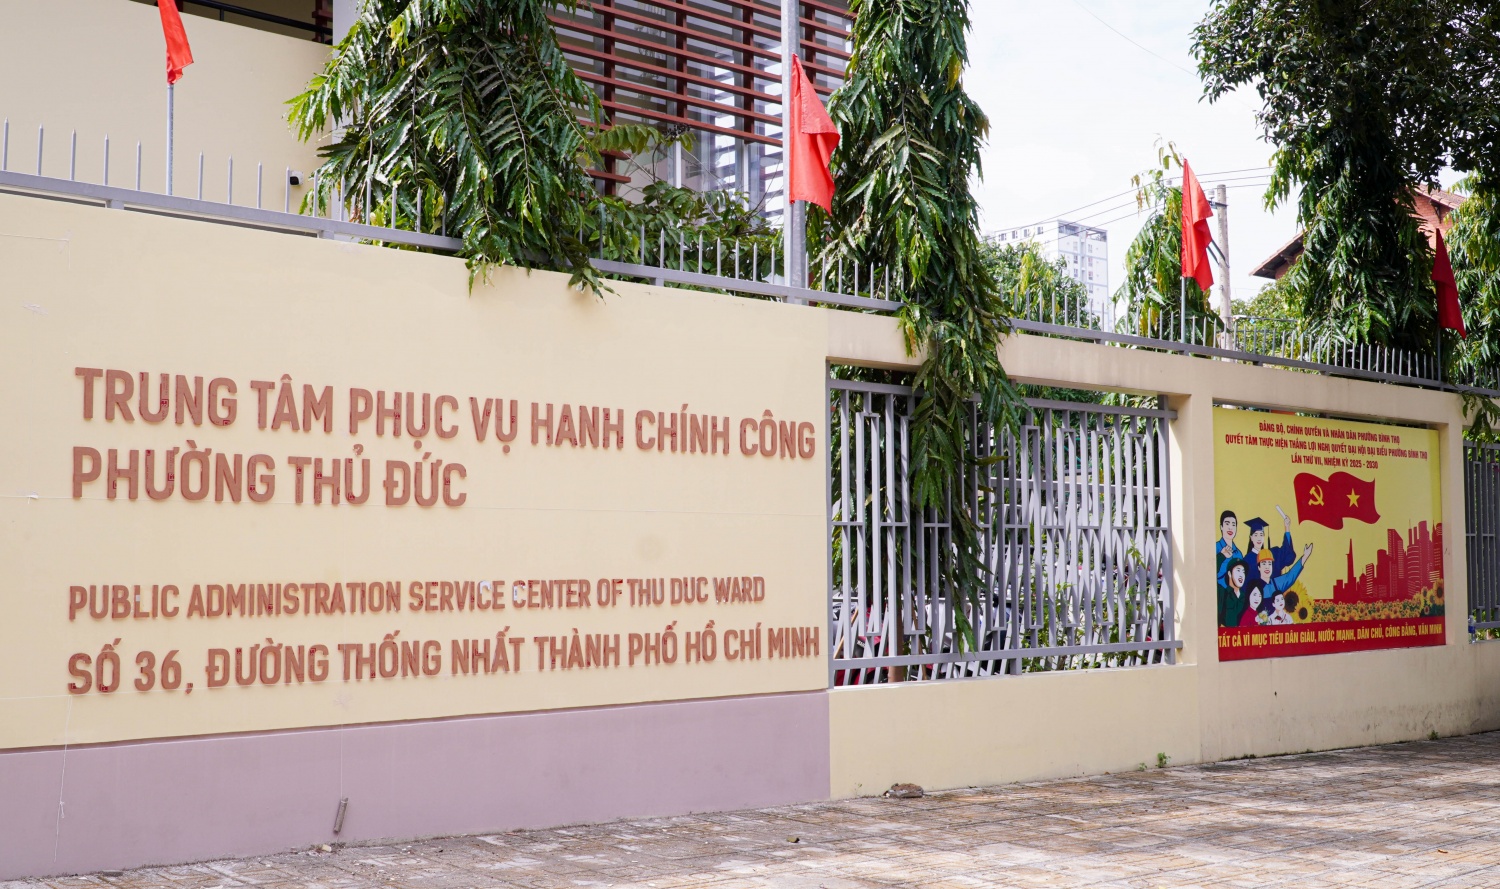 TRUNG TÂM PHỤC VỤ HANH CHÍNH CÔNG
PHƯỜNG THỦ ĐỨC
PUBLIC ADMINISTRATION SERVICE CENTER OF THU DUC WARD
SỐ 36, ĐƯỜNG THỐNG NHẤT THÀNH PHỐ HỒ CHÍ MINH
ĐẢNG BỘ, CHÍNH QUYỀN VÀ NHÂN DÂN PHƯỜNG BÌNH THỌ
QUYẾT TÂM THỰC HIỆN THẮNG LỢI NGHỊ QUYẾT ĐẠI HỘI ĐẠI BIỂU PHƯỜNG BÌNH THỌ
LẦN THỨ VII, NHIỆM KỲ 2025 - 2030
TẤT CẢ VÌ MỤC TIÊU DÂN GIÀU, NƯỚC MẠNH, DÂN CHỦ, CÔNG BẰNG, VĂN MINH